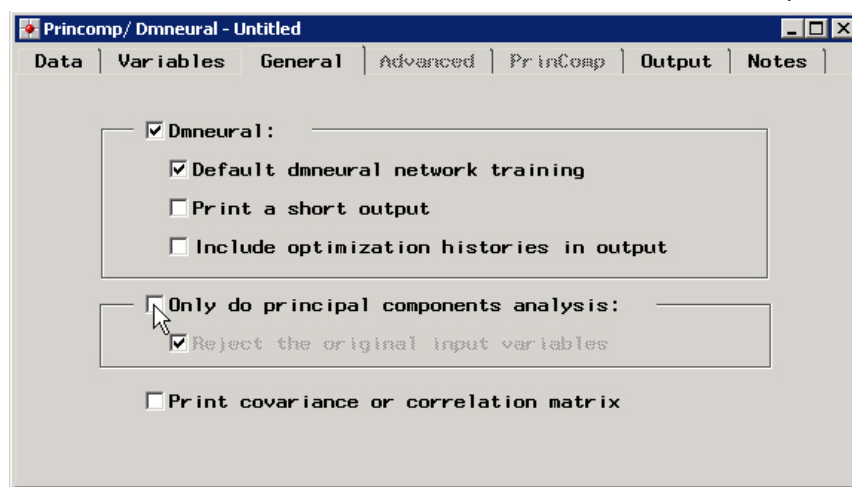 Princomp/ Dmneural - Untitled
Data Variables General Advanced PrinComp Output Notes
Dmneural:
Default dmneural network training
Print a short output
Include optimization histories in output
Only do principal components analysis:
Reject the original input variables
Print covariance or correlation matrix